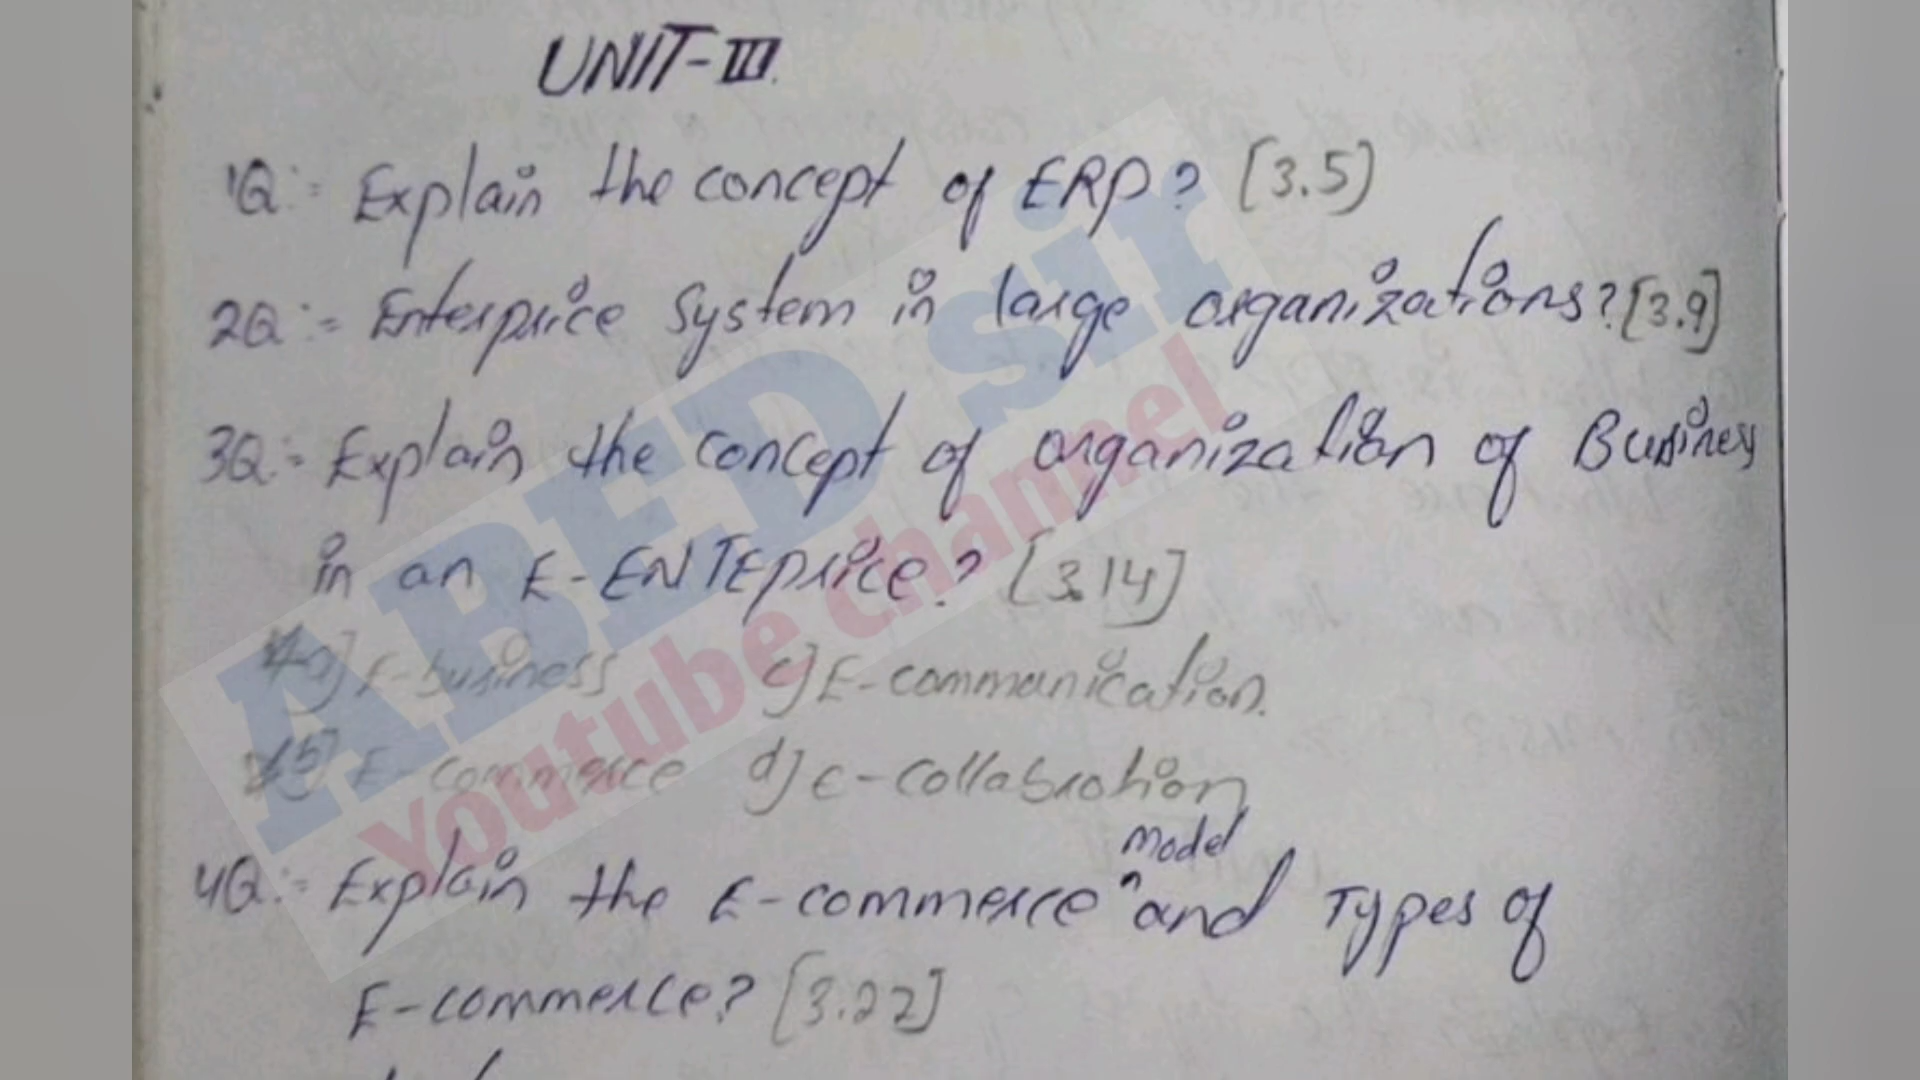 UNIT-III
1Q:- Explain the concept of ERP? [3.5]
2Q:- Enterprice System in large organizations? [3.9]
3Q:- Explain the concept of organization of Business
in an E-ENTEprice? [3.14]
a] E-business c] E-communication.
b] E-commerce d] e-collabration
model
4Q:- Explain the E-commerce ^ and Types of
E-commerce? [3.22]
ABED sir
Youtube channel